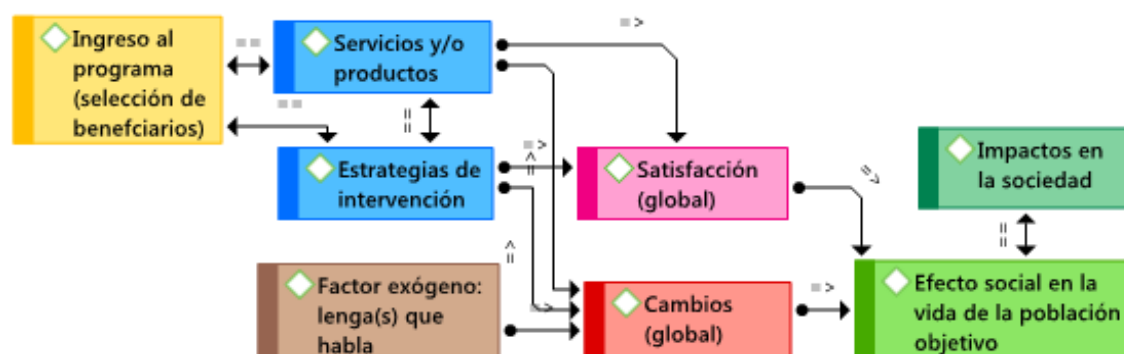 Ingreso al
programa
(selección de
benefciarios)
==
==
Servicios y/o
productos
=>
==
Estrategias de
intervención
=>
=>
Satisfacción
(global)
=>
Impactos en
la sociedad
==
Factor exógeno:
lenga(s) que
habla
=>
=>
Cambios
(global)
=>
Efecto social en la
vida de la población
objetivo